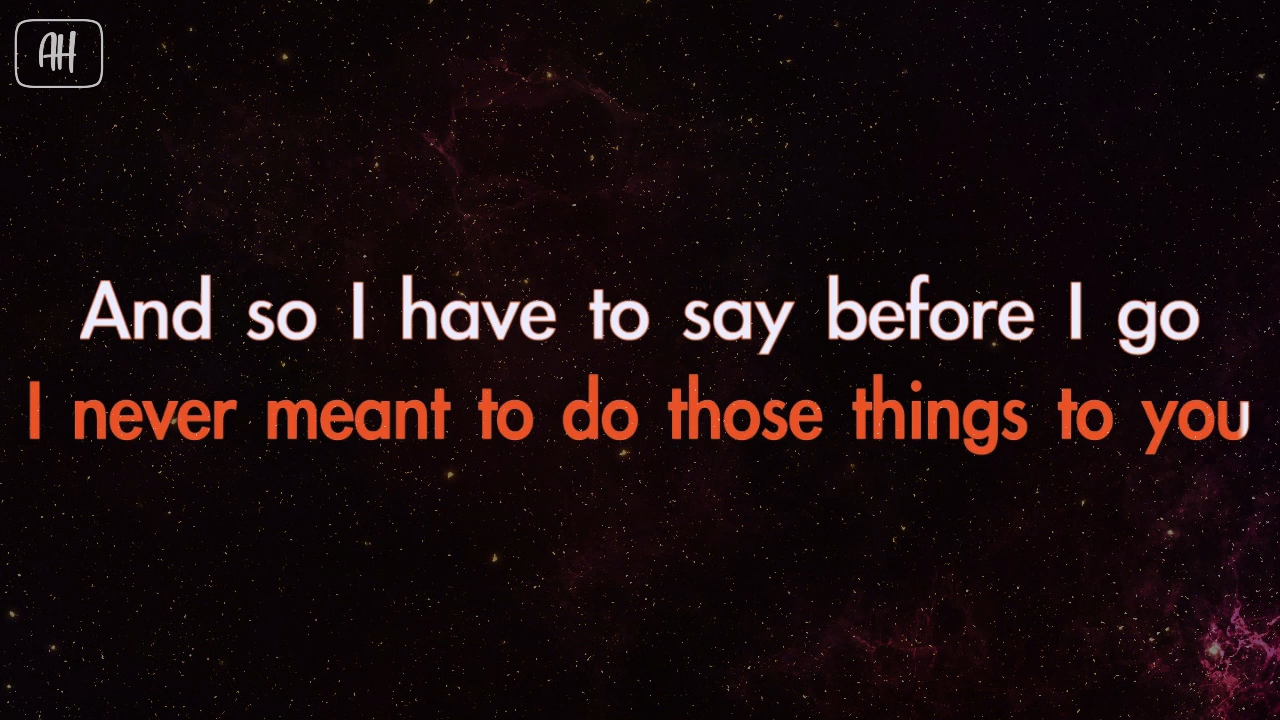 AH
And so I have to say before I go
I never meant to do those things to you